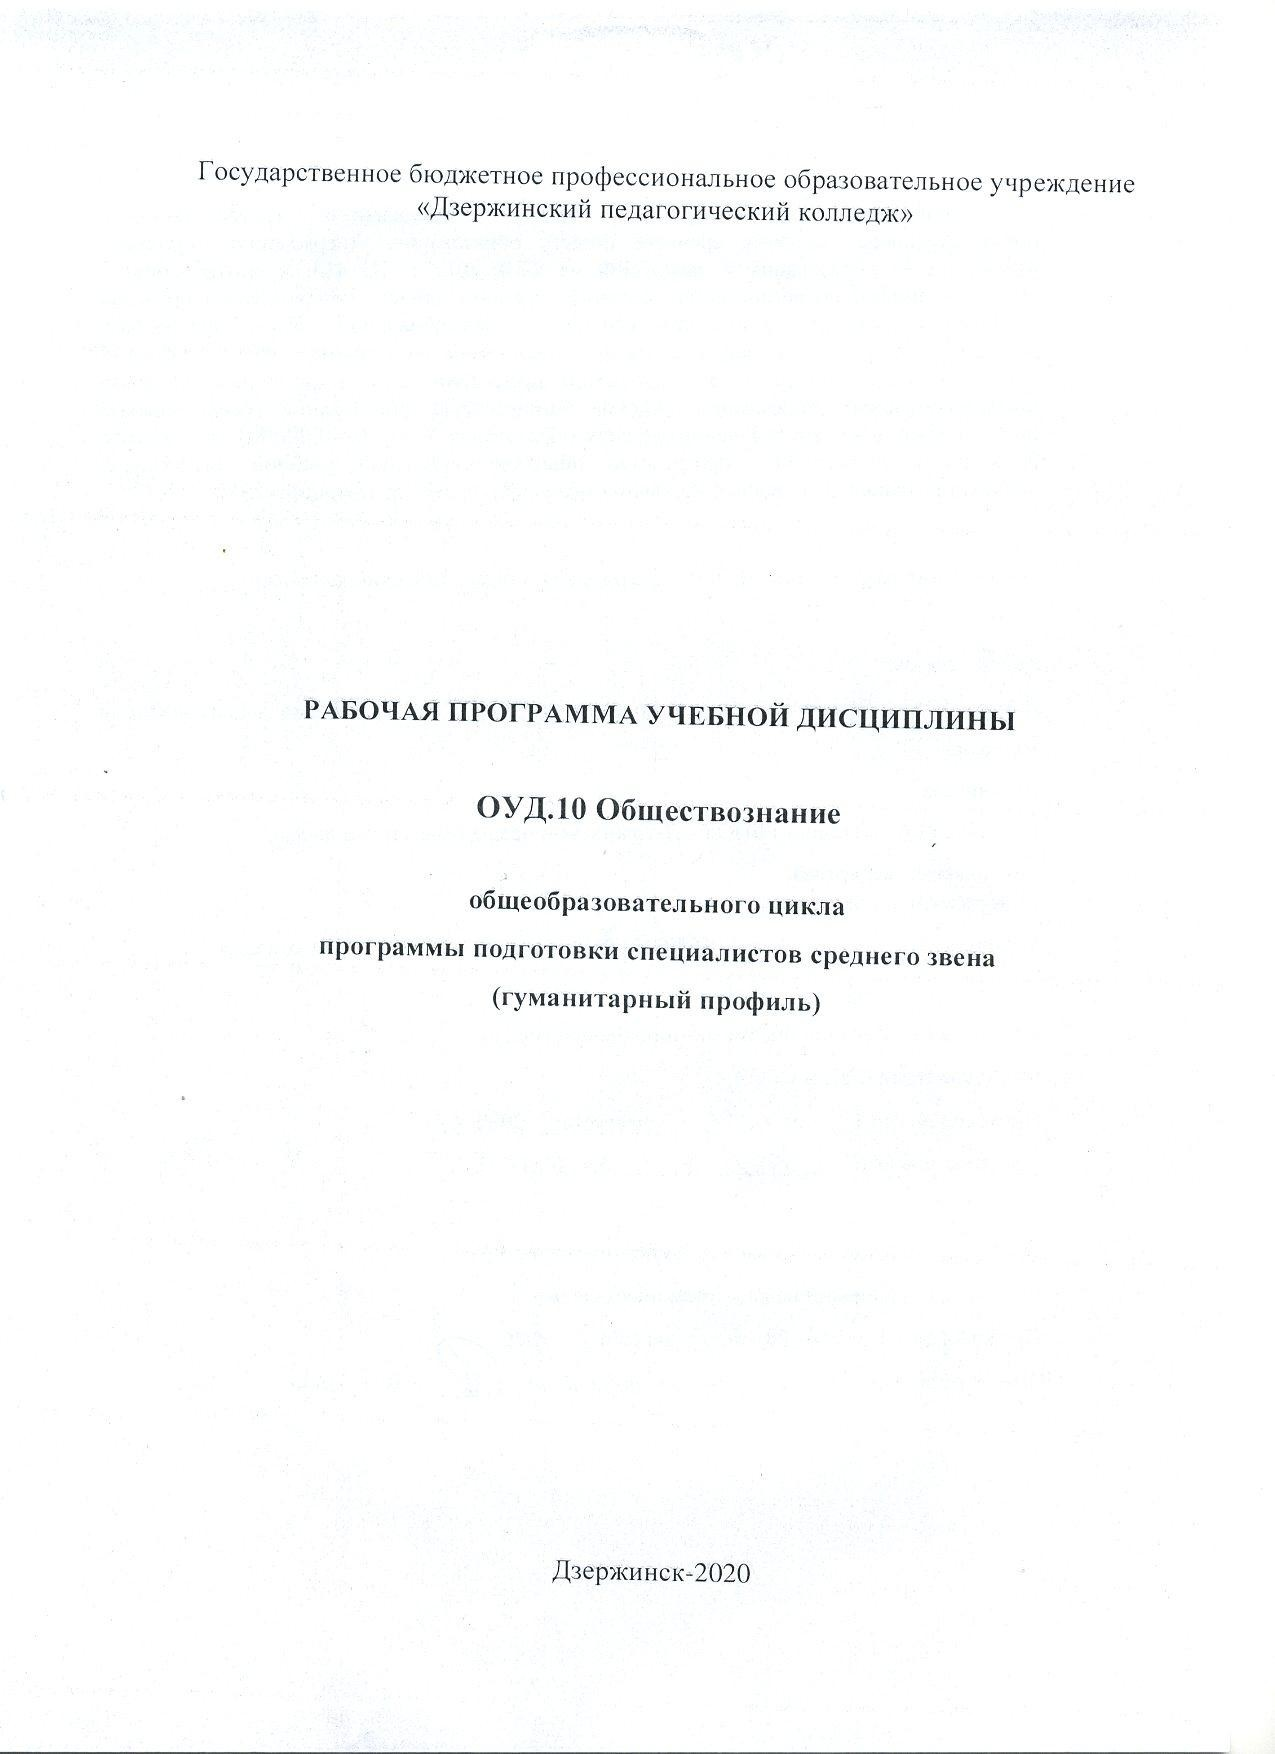 Государственное бюджетное профессиональное образовательное учреждение
«Дзержинский педагогический колледж»
РАБОЧАЯ ПРОГРАММА УЧЕБНОЙ ДИСЦИПЛИНЫ
ОУД.10 Обществознание
общеобразовательного цикла
программы подготовки специалистов среднего звена
(гуманитарный профиль)
Дзержинск-2020